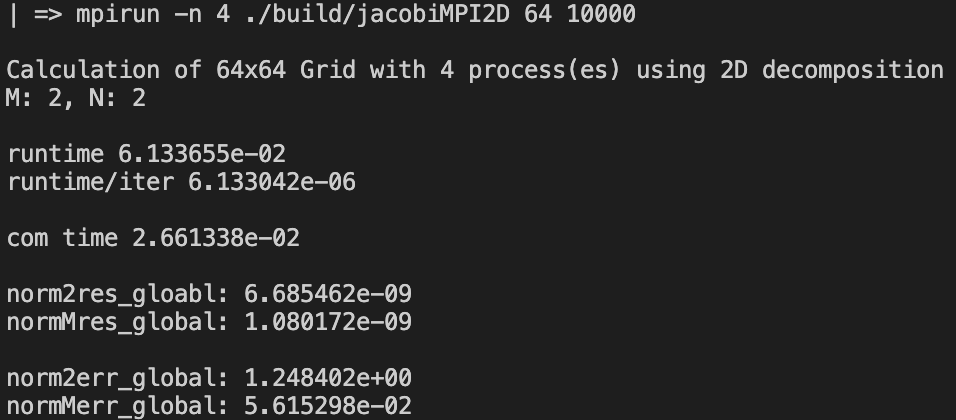 | => mpirun -n 4 ./build/jacobiMPI2D 64 10000
Calculation of 64x64 Grid with 4 process(es) using 2D decomposition
M: 2, N: 2
runtime 6.133655e-02
runtime/iter 6.133042e-06
com time 2.661338e-02
norm2res_gloabl: 6.685462e-09
normMres_global: 1.080172e-09
norm2err_global: 1.248402e+00
normMerr_global: 5.615298e-02